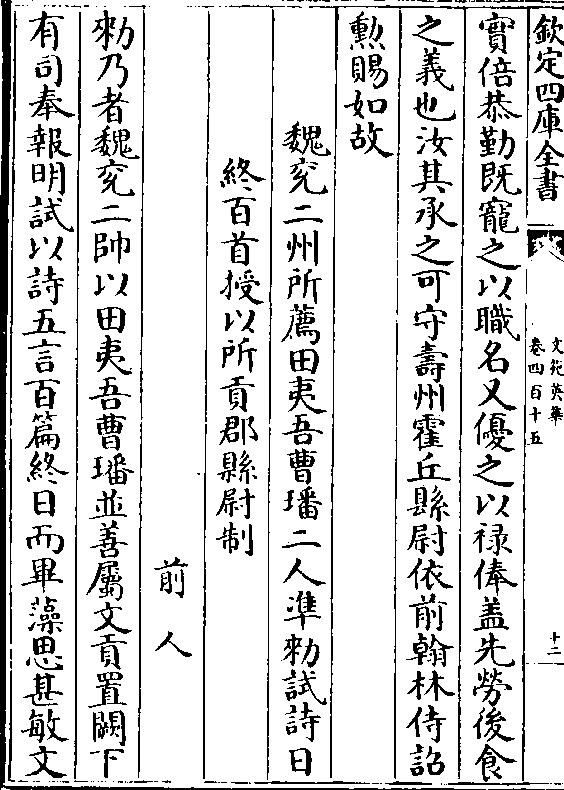 欽定四庫全書
文苑英華
卷四百十五
十二
實倍恭勤既寵之以職名又優之以祿俸盖先勞後食
之義也汝其承之可守壽州霍丘縣尉依前翰林侍詔
勲賜如故
魏兖二州所薦田夷吾曹璠二人凖勑試詩日
終百首授以所貢郡縣尉制
前人
勑乃者魏兖二帥以田夷吾曹璠並善屬文貢置闕下
有司奉報明試以詩五言百篇終日而畢藻思甚敏文